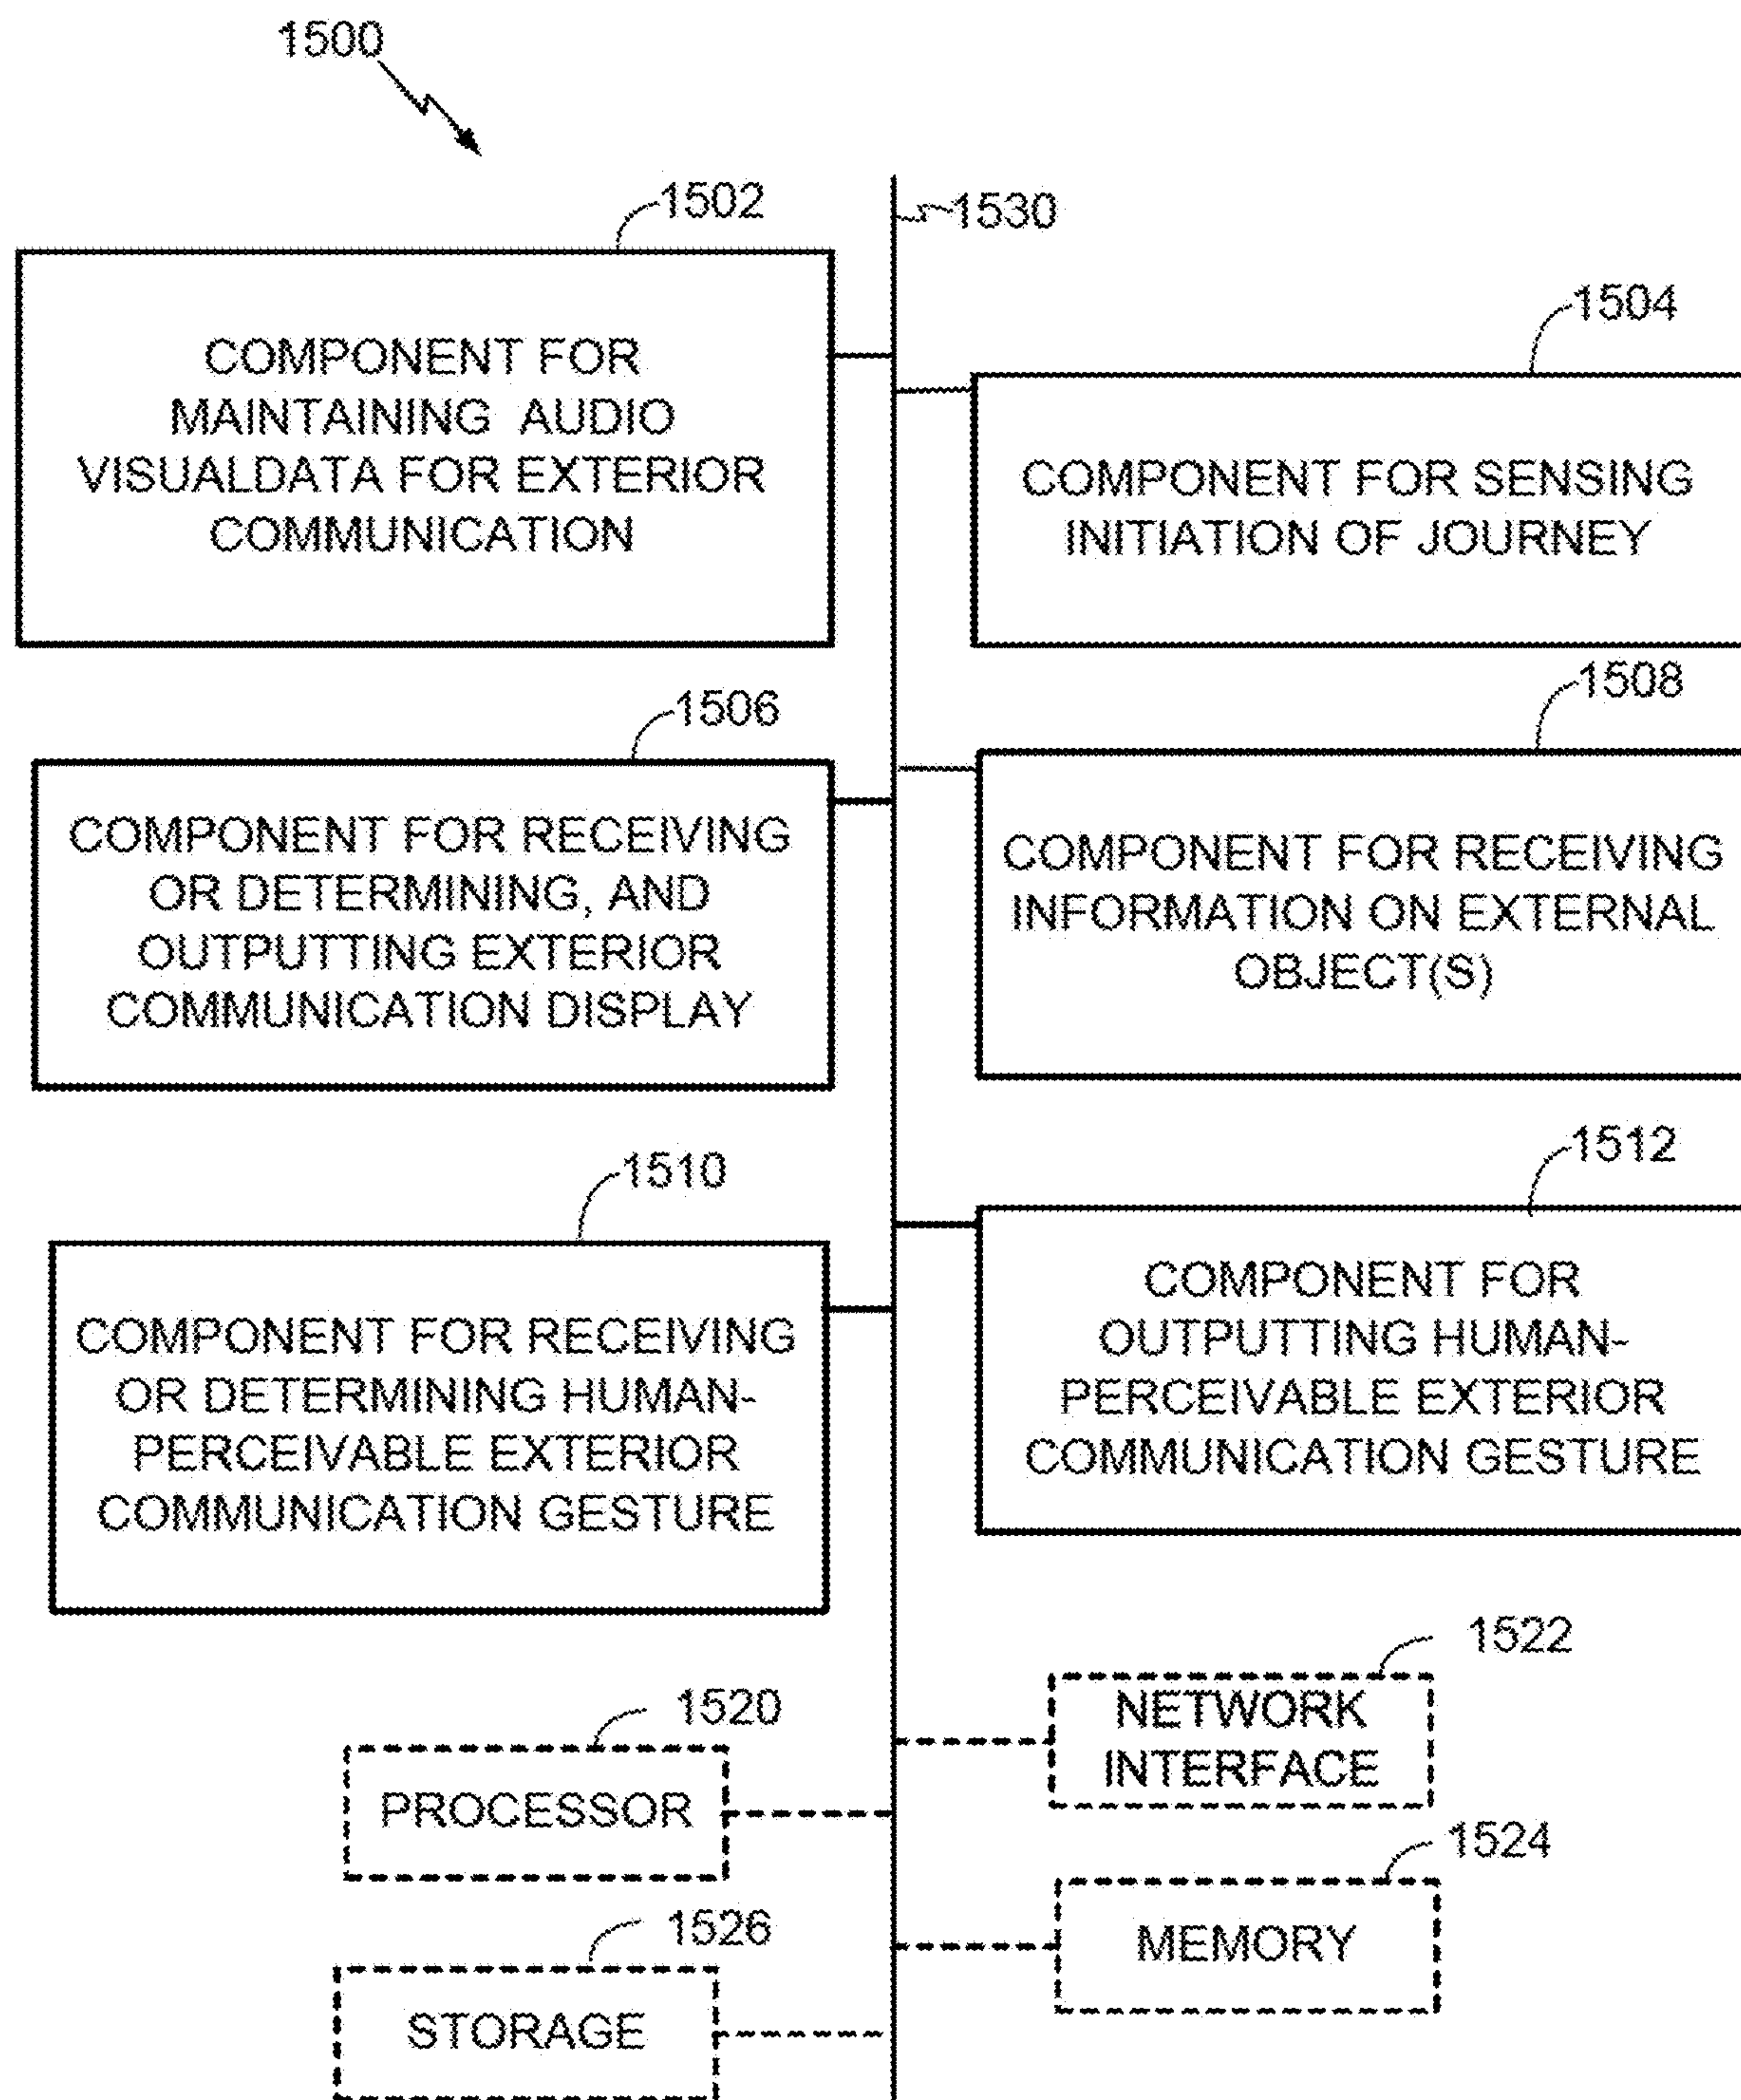 1500
1502
1530
COMPONENT FOR
MAINTAINING AUDIO
VISUALDATA FOR EXTERIOR
COMMUNICATION
1504
COMPONENT FOR SENSING
INITIATION OF JOURNEY
1506
COMPONENT FOR RECEIVING
OR DETERMINING, AND
OUTPUTTING EXTERIOR
COMMUNICATION DISPLAY
1508
COMPONENT FOR RECEIVING
INFORMATION ON EXTERNAL
OBJECT(S)
1510
COMPONENT FOR RECEIVING
OR DETERMINING HUMAN-
PERCEIVABLE EXTERIOR
COMMUNICATION GESTURE
1512
COMPONENT FOR
OUTPUTTING HUMAN-
PERCEIVABLE EXTERIOR
COMMUNICATION GESTURE
1522
NETWORK
INTERFACE
1520
PROCESSOR
1524
MEMORY
1526
STORAGE